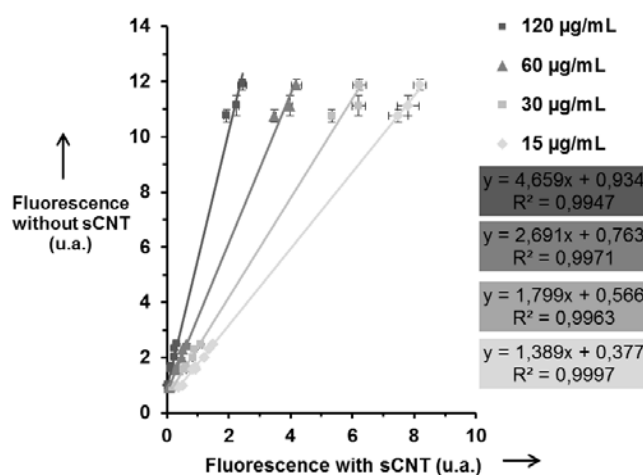 14
12
10
8
6
4
2
0
0 2 4 6 8 10
Fluorescence
without sCNT
(u.a.)
Fluorescence with sCNT (u.a.)
120 µg/mL
60 µg/mL
30 µg/mL
15 µg/mL
y = 4,659x + 0,934
R² = 0,9947
y = 2,691x + 0,763
R² = 0,9971
y = 1,799x + 0,566
R² = 0,9963
y = 1,389x + 0,377
R² = 0,9997